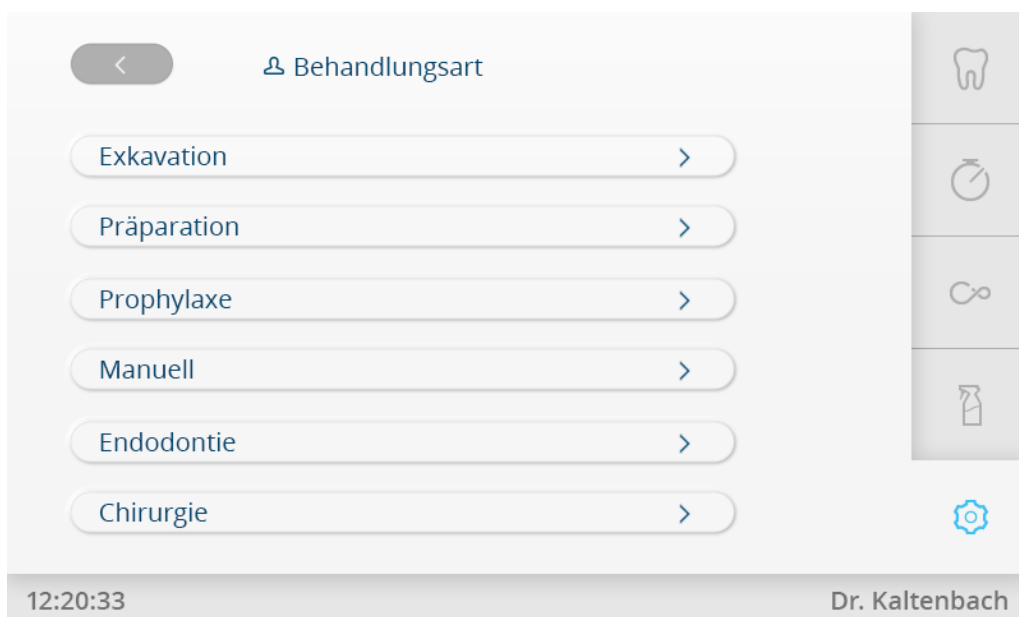 Behandlungsart
Exkavation
Präparation
Prophylaxe
Manuell
Endodontie
Chirurgie
12:20:33
Dr. Kaltenbach